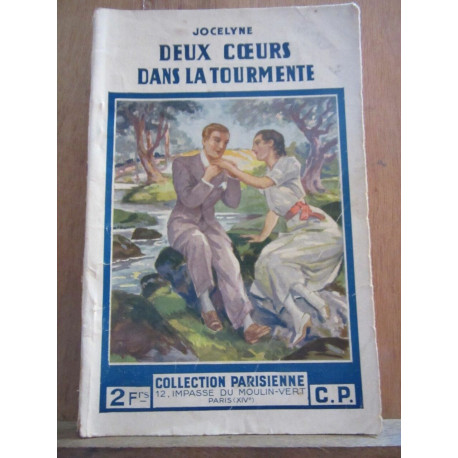 JOCELYNE
DEUX CŒURS
DANS LA TOURMENTE
COLLECTION PARISIENNE
2 Frs 12, IMPASSE DU MOULIN-VERT C.P.
PARIS (XIVe)